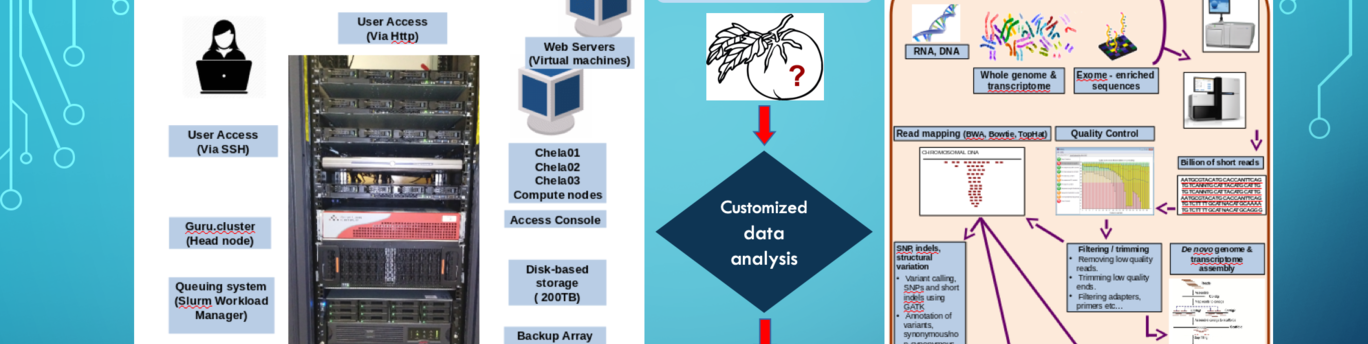 User Access
(Via Http)
Web Servers
(Virtual machines)
User Access
(Via SSH)
Chela01
Chela02
Chela03
Compute nodes
Access Console
Guru.cluster
(Head node)
Disk-based
storage
( 200TB)
Queuing system
(Slurm Workload
Manager)
Backup Array
?
Customized
data
analysis
RNA, DNA
Whole genome &
transcriptome
Exome - enriched
sequences
Read mapping (BWA, Bowtie, TopHat)
Quality Control
CHROMOSOMAL DNA
Billion of short reads
SNP, indels,
structural
variation
• Variant calling,
SNPs and short
indels using
GATK
• Annotation of
variants,
synonymous/no
Filtering / trimming
• Removing low quality
reads.
• Trimming low quality
ends.
• Filtering adapters,
primers etc...
De novo genome &
transcriptome
assembly